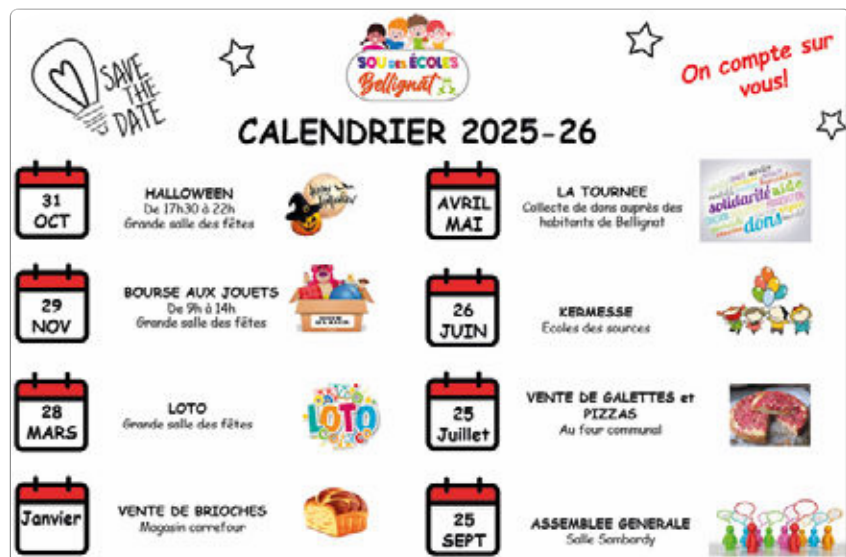 SAVE
THE
DATE
SOU DES ÉCOLES
Bellignat
On compte sur
vous!
CALENDRIER 2025-26
31
OCT
HALLOWEEN
De 17h30 à 22h
Grande salle des fêtes
29
NOV
BOURSE AUX JOUETS
De 9h à 14h
Grande salle des fêtes
28
MARS
LOTO
Grande salle des fêtes
LOTO
Janvier
VENTE DE BRIOCHES
Magasin carrefour
AVRIL
MAI
LA TOURNEE
Collecte de dons auprès des
habitants de Bellignat
solidarité
dons
26
JUIN
KERMESSE
Ecoles des sources
25
Juillet
VENTE DE GALETTES et
PIZZAS
Au four communal
25
SEPT
ASSEMBLEE GENERALE
Salle Sombardy